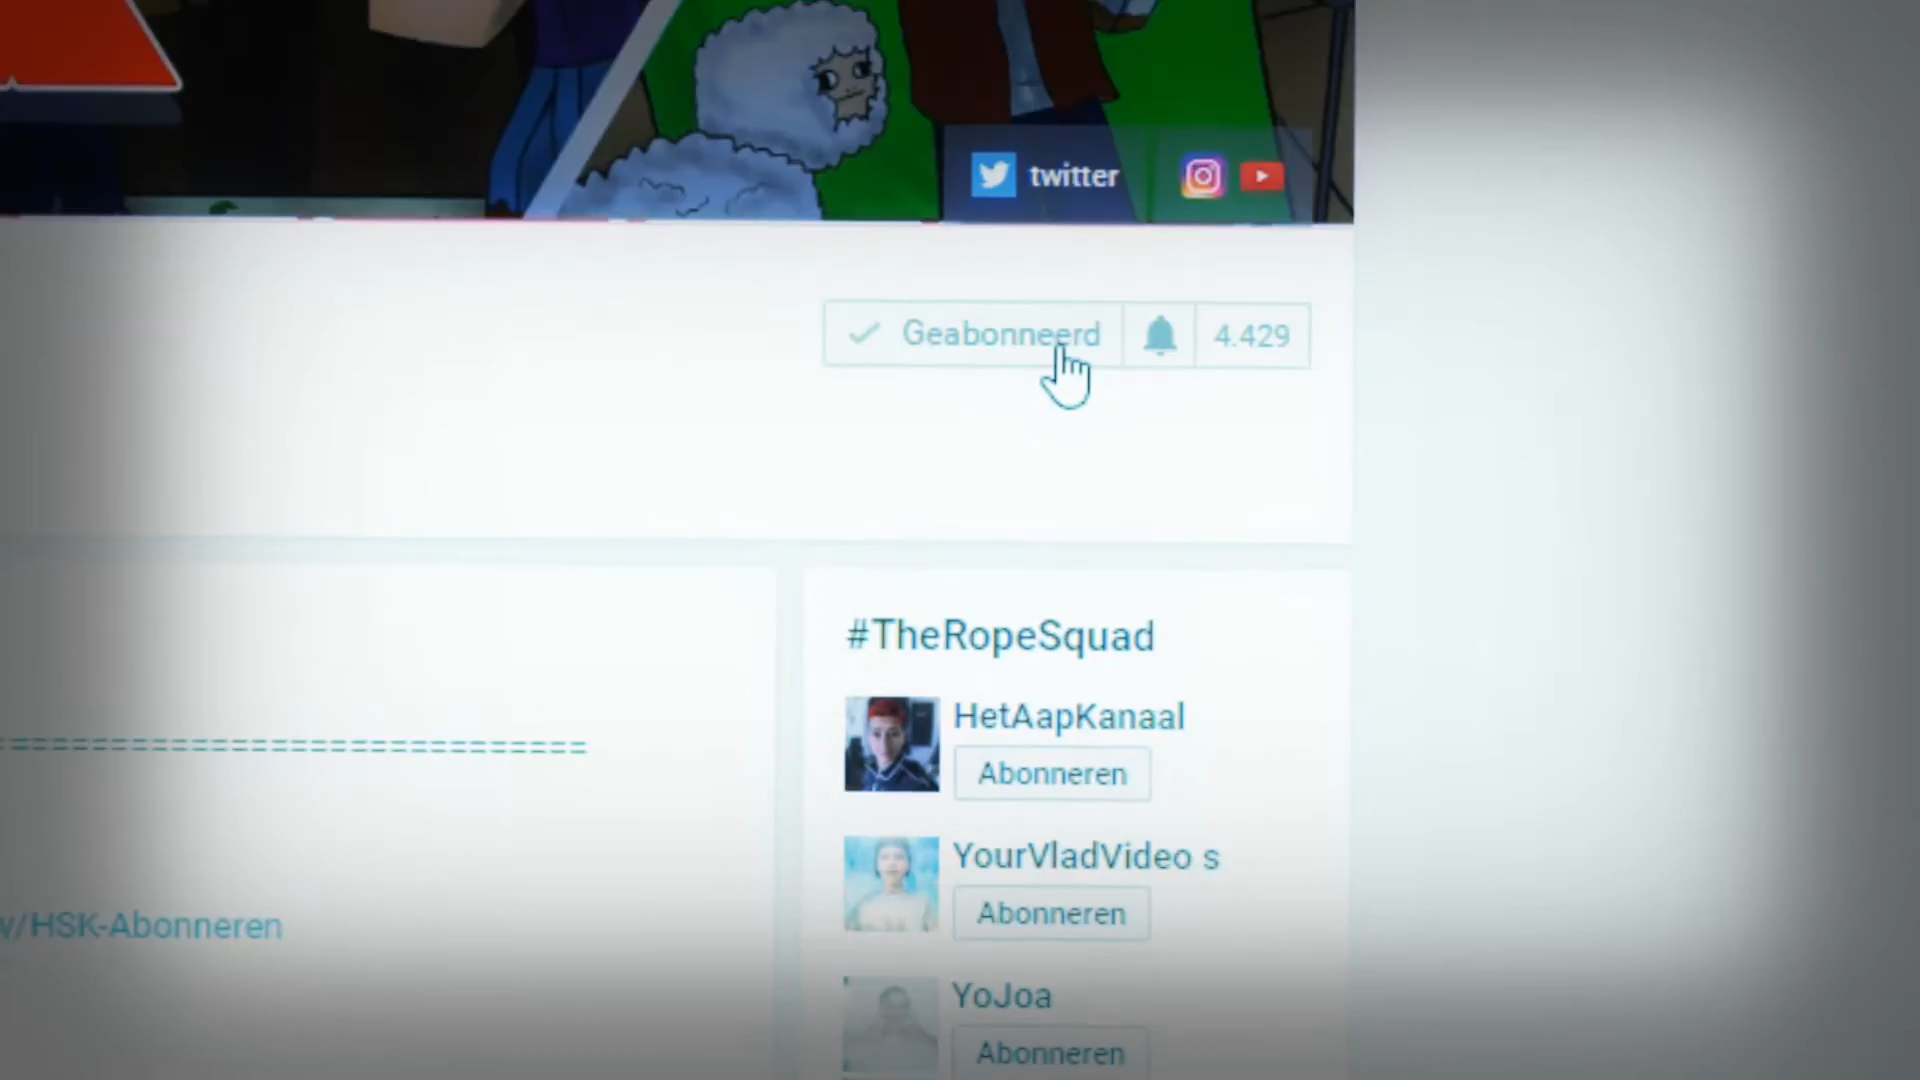 twitter
Geabonneerd 4.429
#TheRopeSquad
HetAapKanaal
Abonneren
=================================
YourVladVideo s
Abonneren
/HSK-Abonneren
YoJoa
Abonneren